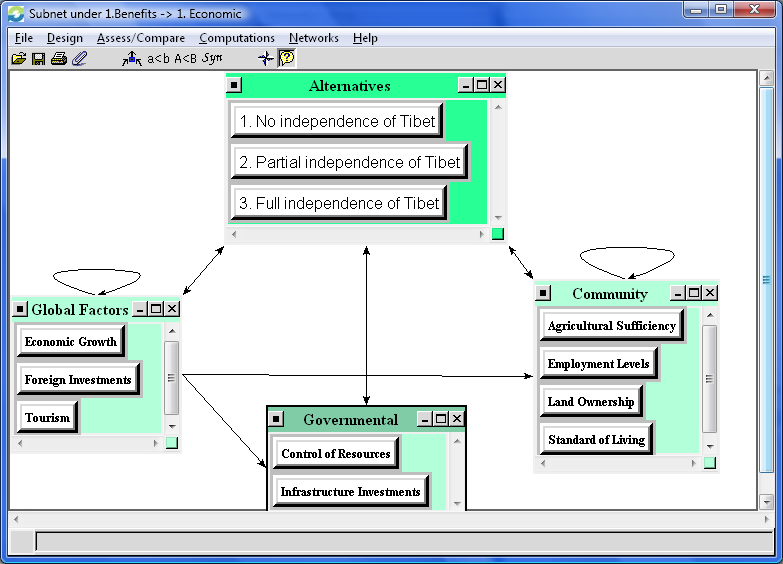 Subnet under 1.Benefits -> 1. Economic
File Design Assess/Compare Computations Networks Help
a<b A<B Syn
Alternatives
1. No independence of Tibet
2. Partial independence of Tibet
3. Full independence of Tibet
Global Factors
Economic Growth
Foreign Investments
Tourism
Community
Agricultural Sufficiency
Employment Levels
Land Ownership
Standard of Living
Governmental
Control of Resources
Infrastructure Investments